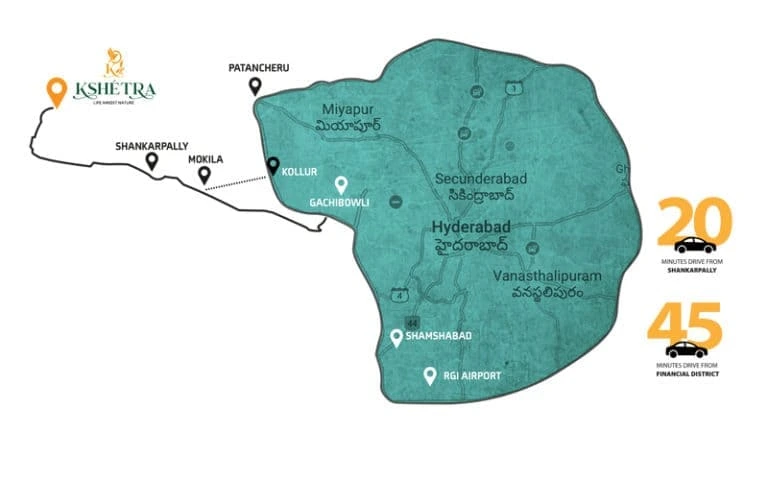 KSHÉTRA
LIFE AMIDST NATURE
PATANCHERU
SHANKARPALLY
MOKILA
KOLLUR
GACHIBOWLI
Miyapur
మియాపూర్
1
Secunderabad
సికింద్రాబాద్
Gh
Hyderabad
హైదరాబాద్
Vanasthalipuram
వనస్థలిపురం
4
44
SHAMSHABAD
RGI AIRPORT
20
MINUTES DRIVE FROM
SHANKARPALLY
45
MINUTES DRIVE FROM
FINANCIAL DISTRICT